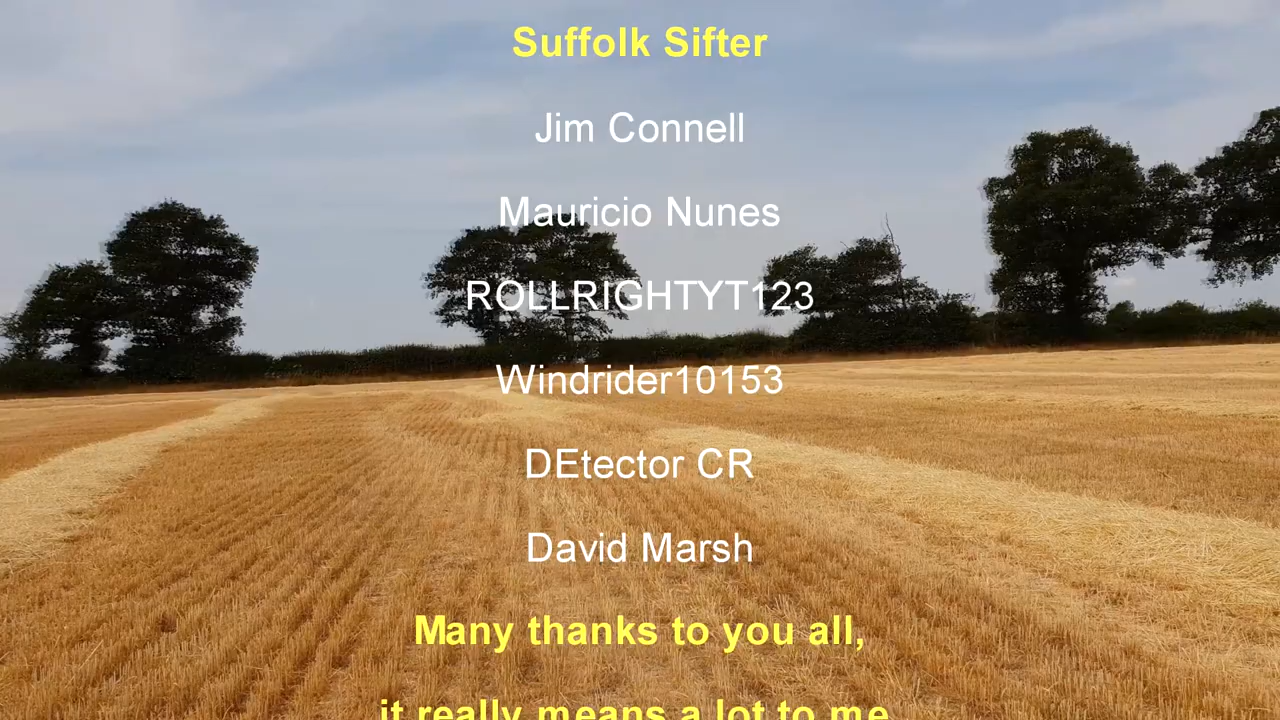 Suffolk Sifter
Jim Connell
Mauricio Nunes
ROLLRIGHTYT123
Windrider10153
DEtector CR
David Marsh
Many thanks to you all,
it really means a lot to me